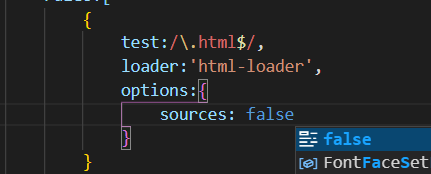 {
test:/\.html$/,
loader:'html-loader',
options:{
sources: false
false
}
FontFaceSet
}